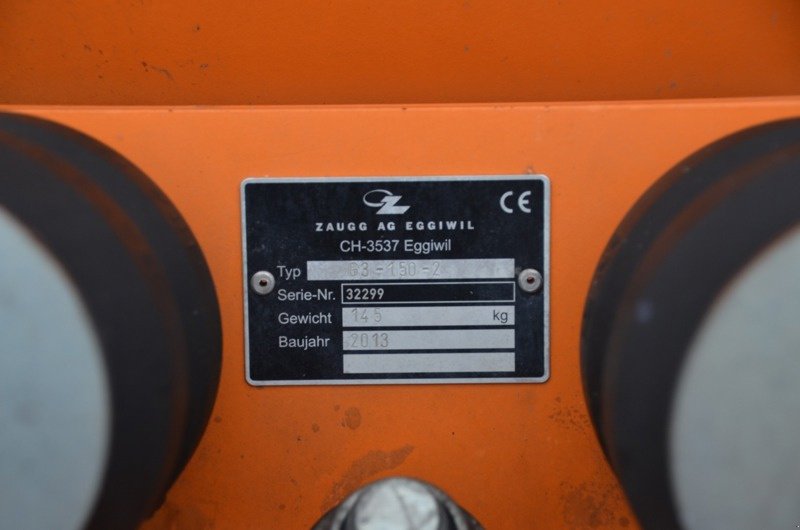 Z
ZAUGG AG EGGIWIL
CE
CH-3537 Eggiwil
Typ G3-150-2
Serie-Nr. 32299
Gewicht 145 kg
Baujahr 2013